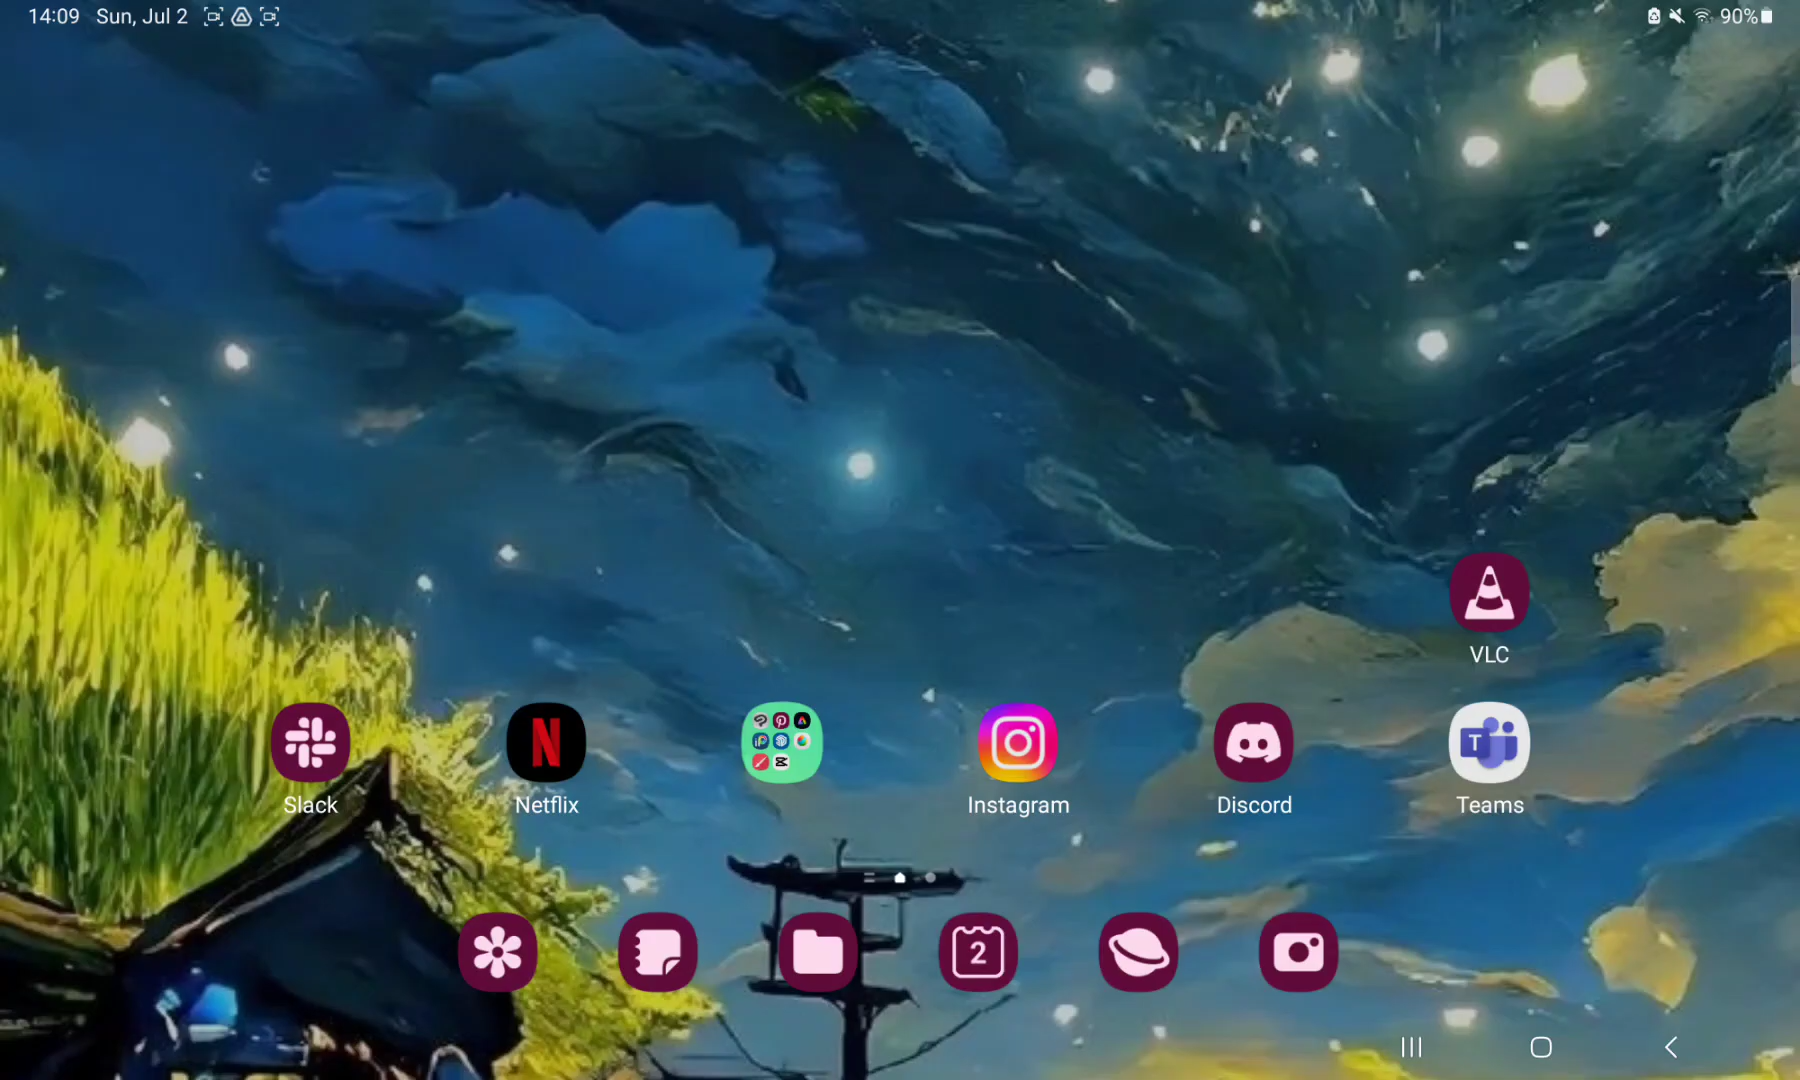 14:09 Sun, Jul 2
90%
VLC
Slack
Netflix
Instagram
Discord
Teams
2